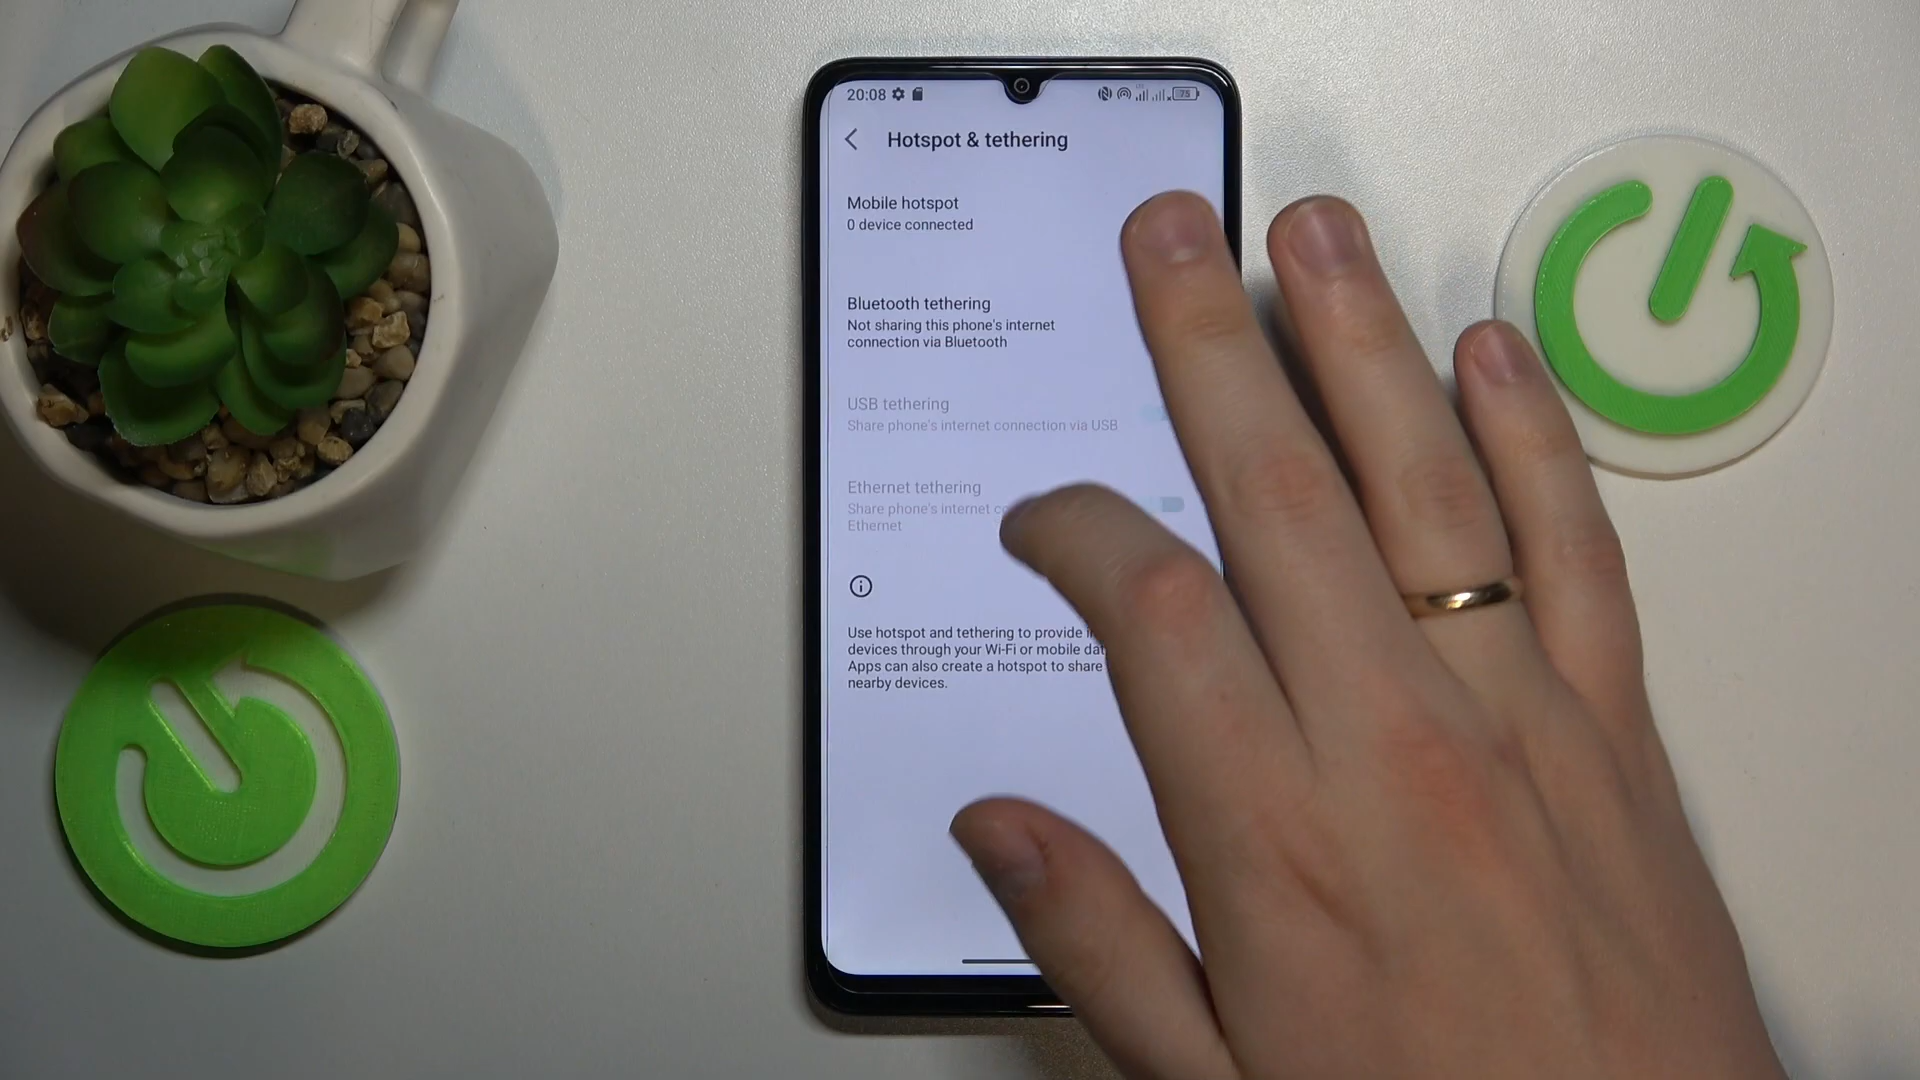 20:08
75
Hotspot & tethering
Mobile hotspot
0 device connected
Bluetooth tethering
Not sharing this phone's internet
connection via Bluetooth
USB tethering
Share phone's internet connection via USB
Ethernet tethering
Share phone's internet
Ethernet
Use hotspot and tethering to provide
devices through your Wi-Fi or mobile
Apps can also create a hotspot to share
nearby devices.